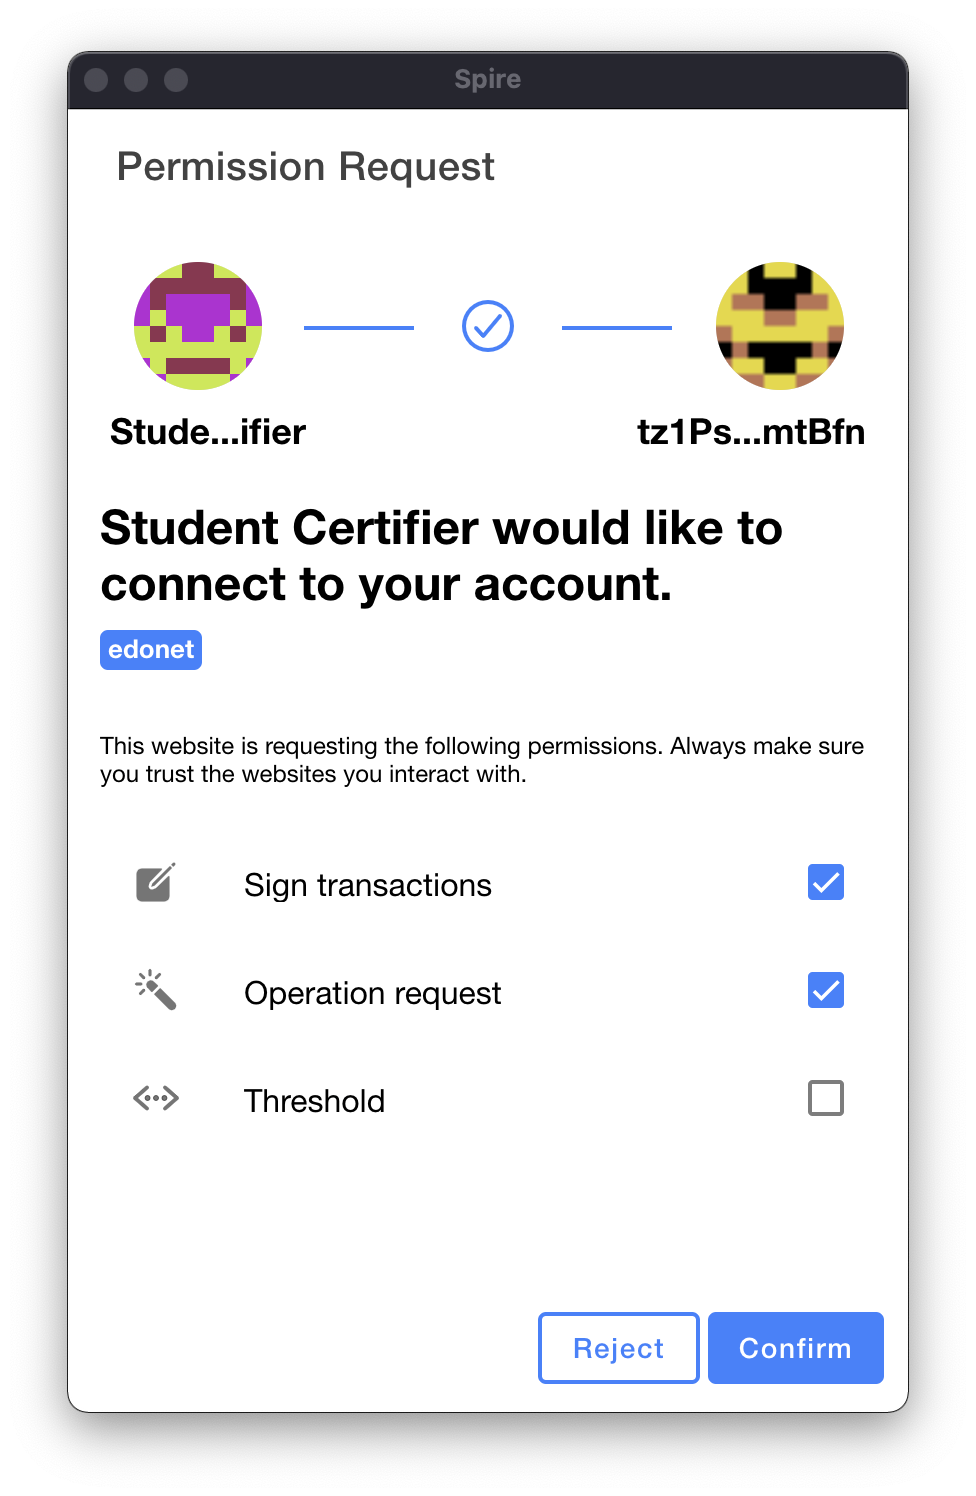 Spire
Permission Request
Stude...ifier
tz1Ps...mtBfn
Student Certifier would like to
connect to your account.
edonet
This website is requesting the following permissions. Always make sure
you trust the websites you interact with.
Sign transactions
Operation request
Threshold
Reject
Confirm